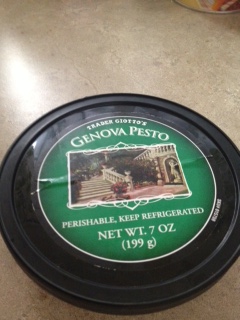 TRADER GIOTTO'S
GENOVA PESTO
PERISHABLE, KEEP REFRIGERATED
NET WT. 7 OZ
(199 g)